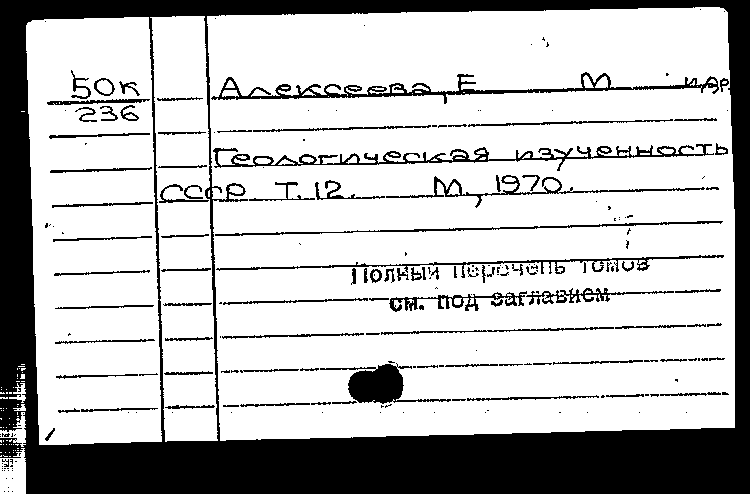 50к Алексеева, Е М и др.
236
Геологическая изученность
СССР Т. 12. М., 1970.
Полный перечень томов
см. под заглавием